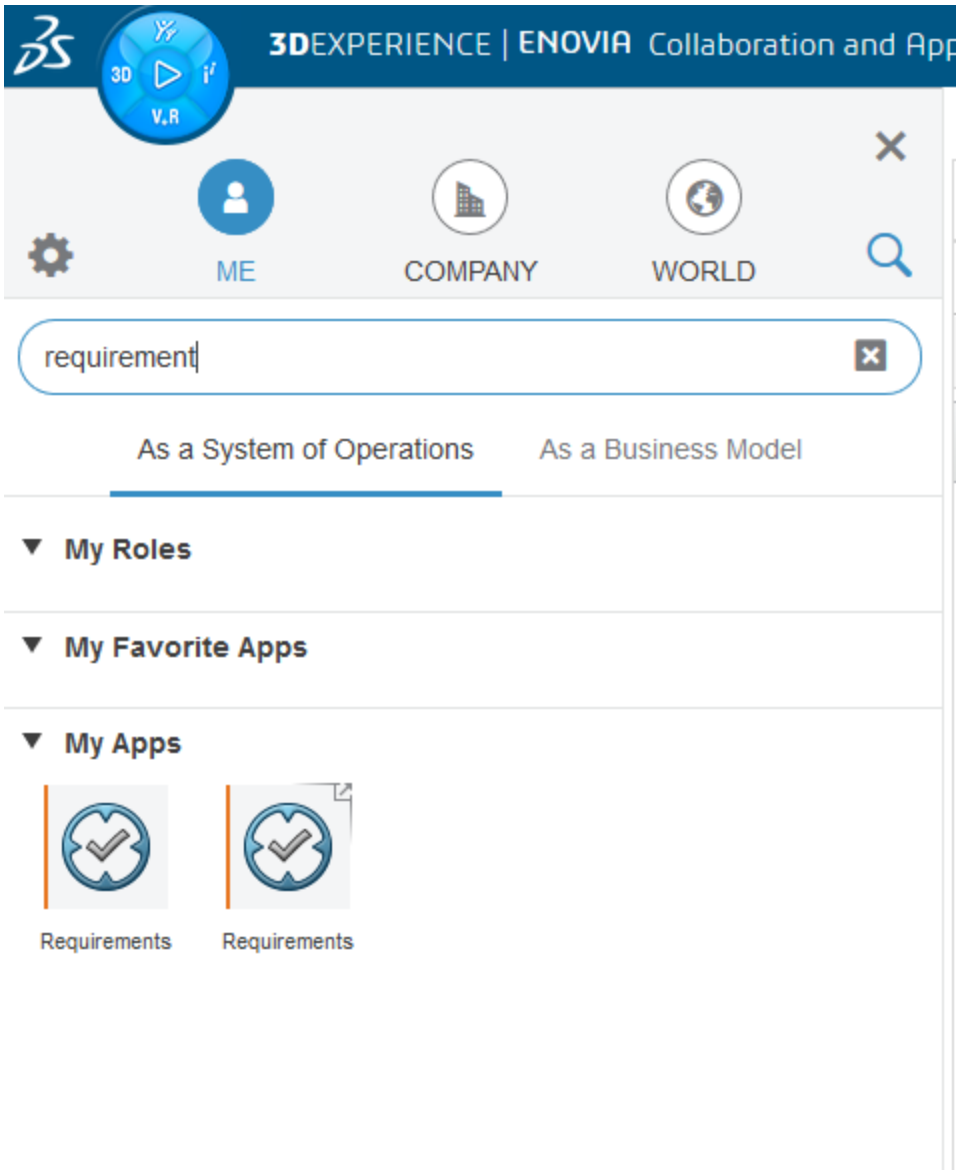 3DEXPERIENCE | ENOVIA Collaboration and App
3D
i
V.R
ME
COMPANY
WORLD
requirement
As a System of Operations
As a Business Model
My Roles
My Favorite Apps
My Apps
Requirements
Requirements